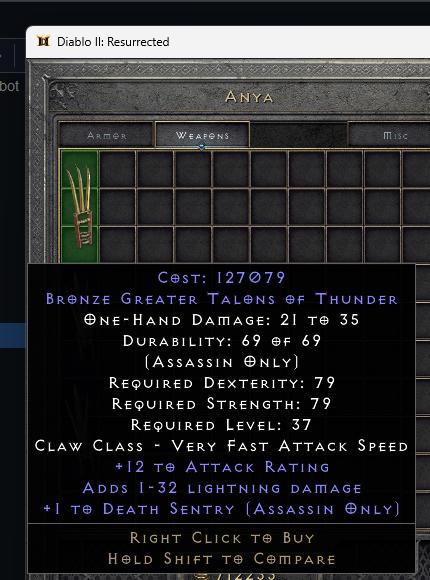 bot
Diablo II: Resurrected
Anya
Armor
Weapons
Misc
Cost: 127079
Bronze Greater Talons of Thunder
One-Hand Damage: 21 to 35
Durability: 69 of 69
(Assassin Only)
Required Dexterity: 79
Required Strength: 79
Required Level: 37
Claw Class - Very Fast Attack Speed
+12 to Attack Rating
Adds 1-32 lightning damage
+1 to Death Sentry (Assassin Only)
Right Click to Buy
Hold Shift to Compare